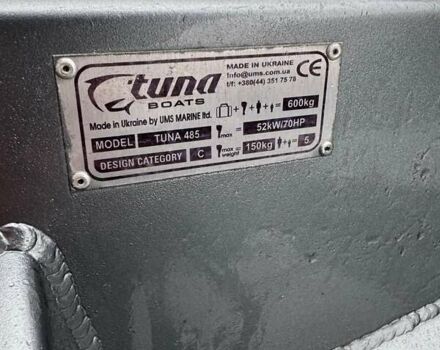 tuna
BOATS
MADE IN UKRAINE
Info@ums.com.ua
t/f: +380(44) 351 75 78
CE
Made in Ukraine by UMS MARINE ltd.
+ + + = 600kg
MODEL TUNA 485 max = 52kW/70HP
DESIGN CATEGORY C max weight 150kg + = 5